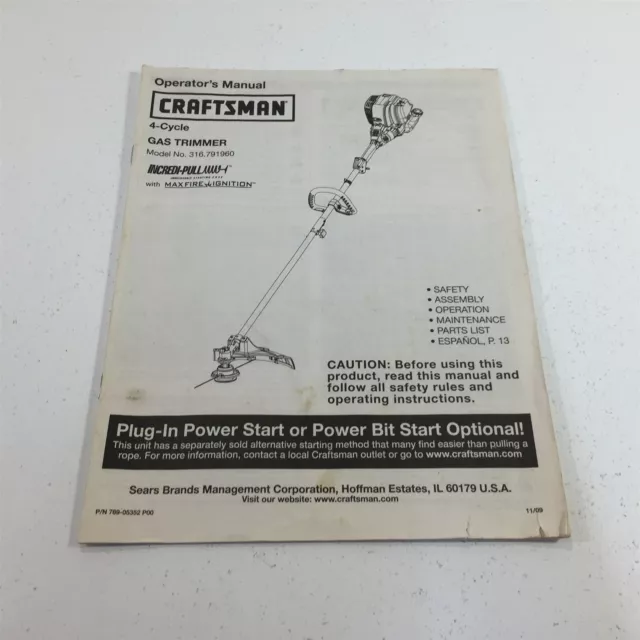 Operator's Manual
CRAFTSMAN
4-Cycle
GAS TRIMMER
Model No. 316.791960
INCREDI-PULL
with MAXFIRE IGNITION™
• SAFETY
• ASSEMBLY
• OPERATION
• MAINTENANCE
• PARTS LIST
• ESPAÑOL, P. 13
CAUTION: Before using this
product, read this manual and
follow all safety rules and
operating instructions.
Plug-In Power Start or Power Bit Start Optional!
This unit has a separately sold alternative starting method that many find easier than pulling a
rope. For more information, contact a local Craftsman outlet or go to www.craftsman.com
Sears Brands Management Corporation, Hoffman Estates, IL 60179 U.S.A.
Visit our website: www.craftsman.com
P/N 769-05352 P00
11/09